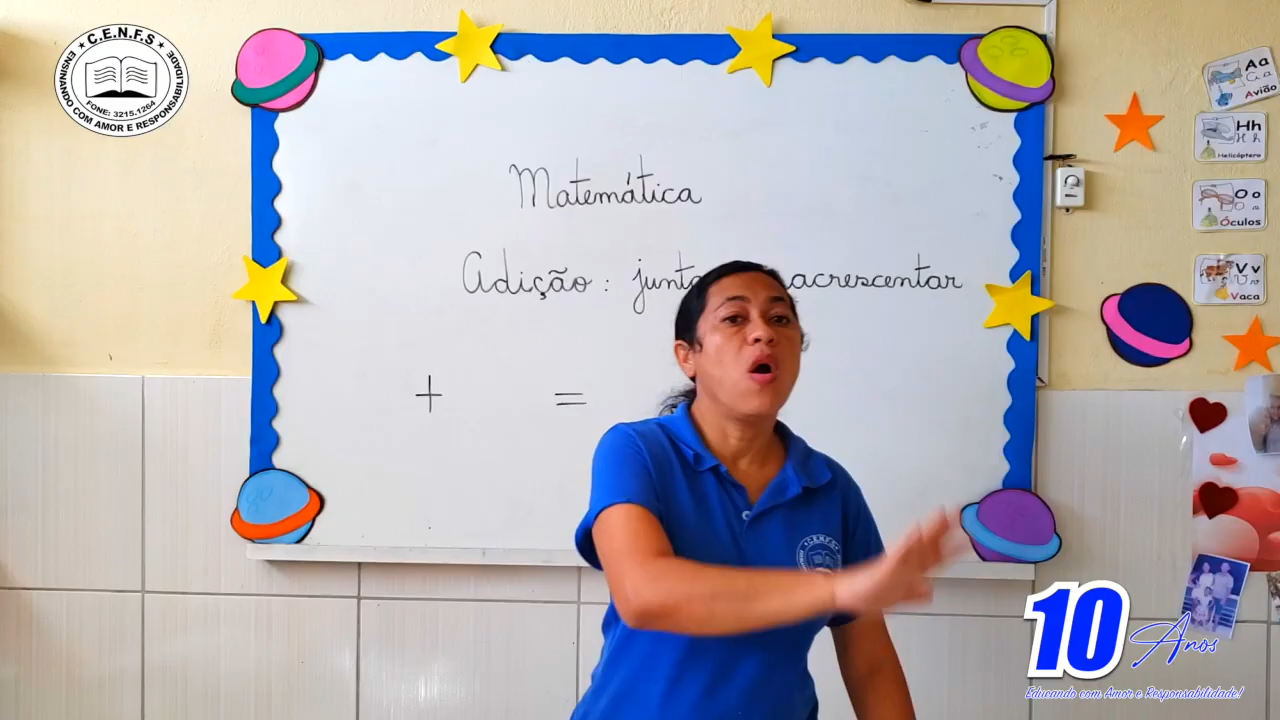 C.E.N.F.S
ENSINANDO COM AMOR E RESPONSABILIDADE
FONE: 3215.1264
Matemática
Adição: junta acrescentar
+ =
Aa
Avião
Hh
H h
Helicóptero
Oo
Óculos
Vv
Vaca
C.E.N.F.S
10 Anos
Educando com Amor e Responsabilidade!